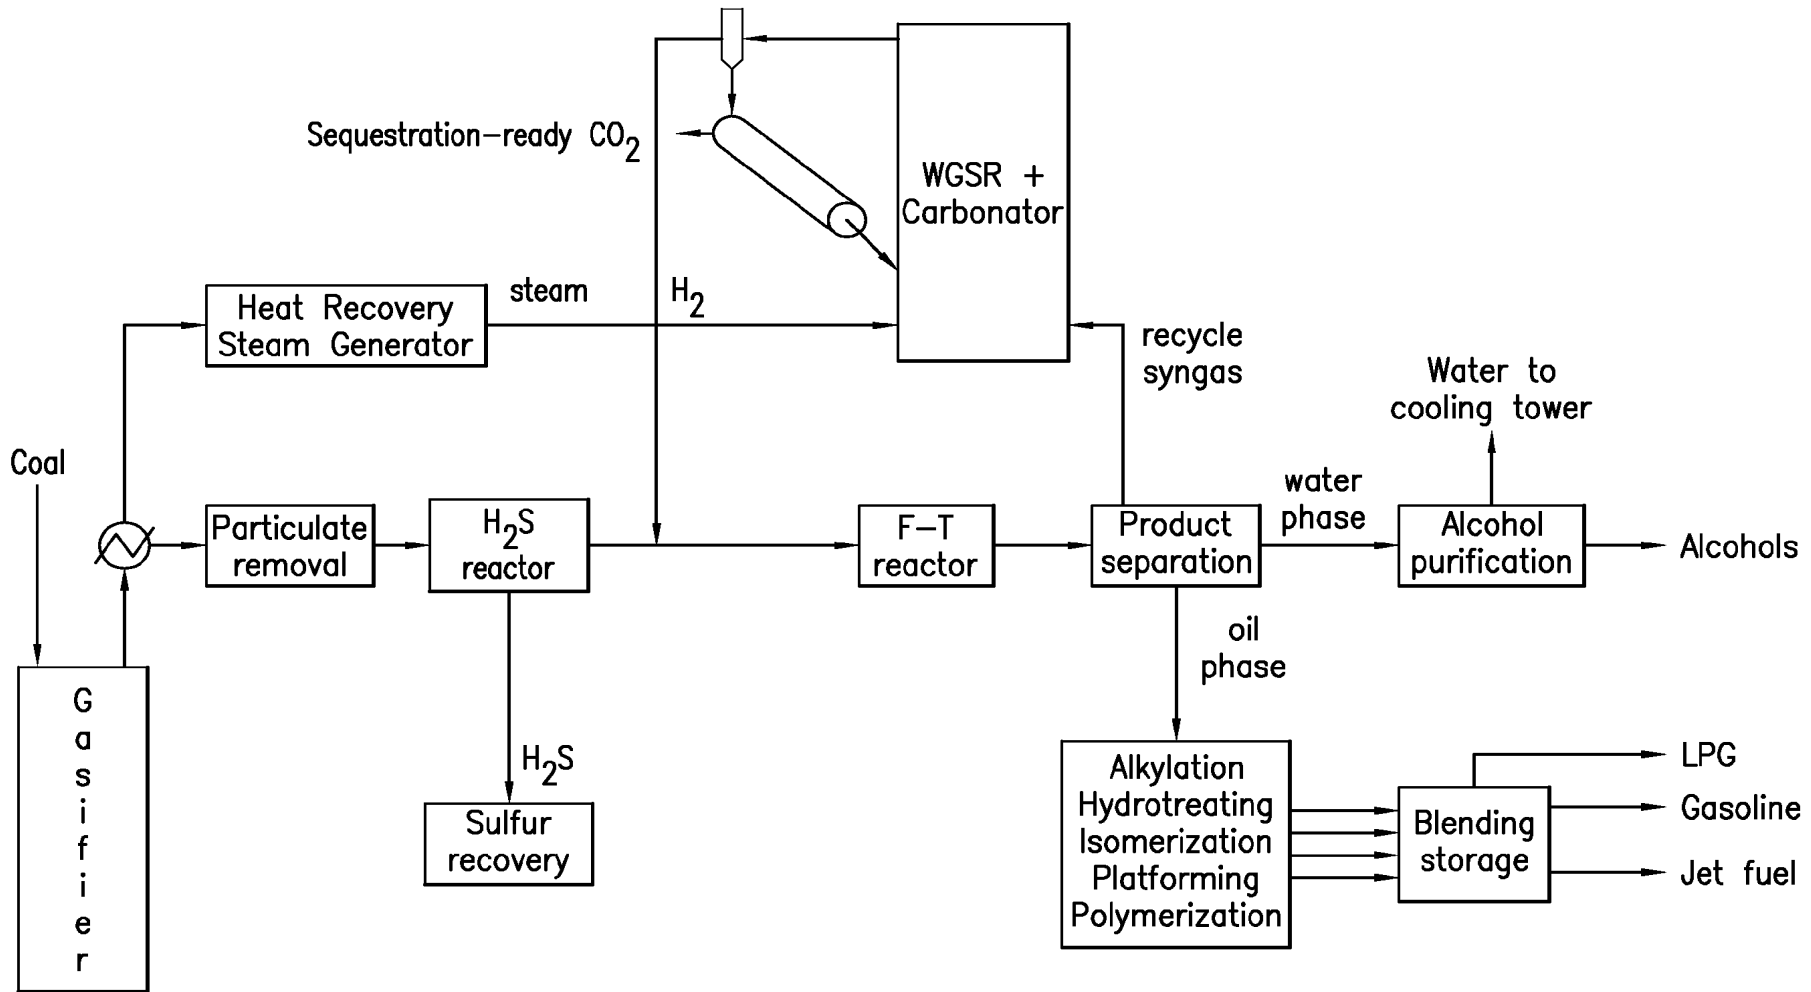 Sequestration-ready CO2
WGSR +
Carbonator
Heat Recovery
Steam Generator
steam
H2
recycle
syngas
Water to
cooling tower
Coal
Particulate
removal
H2S
reactor
F-T
reactor
Product
separation
water
phase
Alcohol
purification
Alcohols
oil
phase
Gasifier
H2S
Sulfur
recovery
Alkylation
Hydrotreating
Isomerization
Platforming
Polymerization
Blending
storage
LPG
Gasoline
Jet fuel